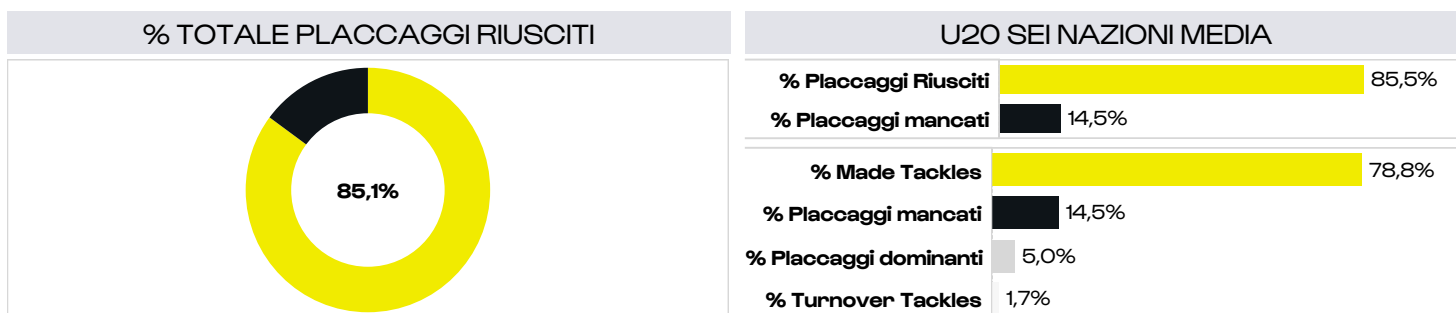 % TOTALE PLACCAGGI RIUSCITI
85,1%
U20 SEI NAZIONI MEDIA
% Placcaggi Riusciti 85,5%
% Placcaggi mancati 14,5%
% Made Tackles 78,8%
% Placcaggi mancati 14,5%
% Placcaggi dominanti 5,0%
% Turnover Tackles 1,7%